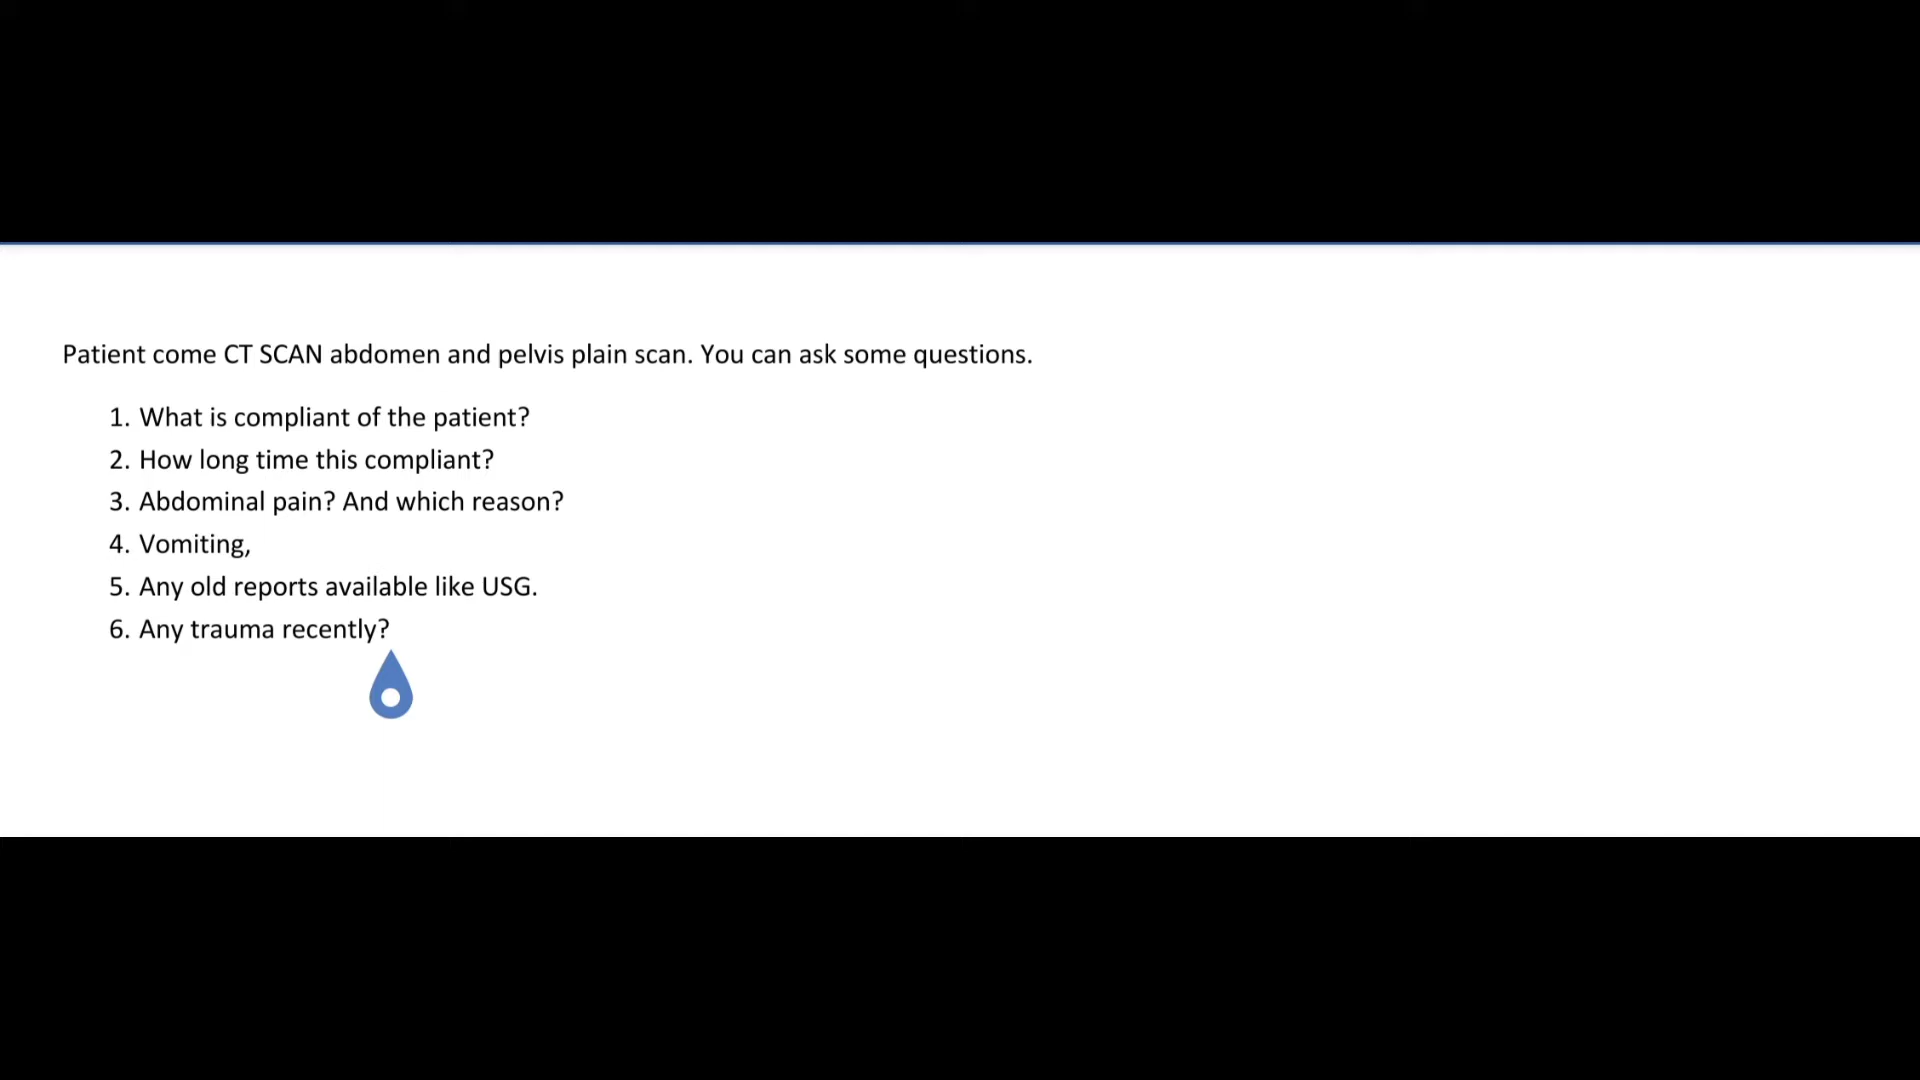 Patient come CT SCAN abdomen and pelvis plain scan. You can ask some questions.
1. What is compliant of the patient?
2. How long time this compliant?
3. Abdominal pain? And which reason?
4. Vomiting,
5. Any old reports available like USG.
6. Any trauma recently?